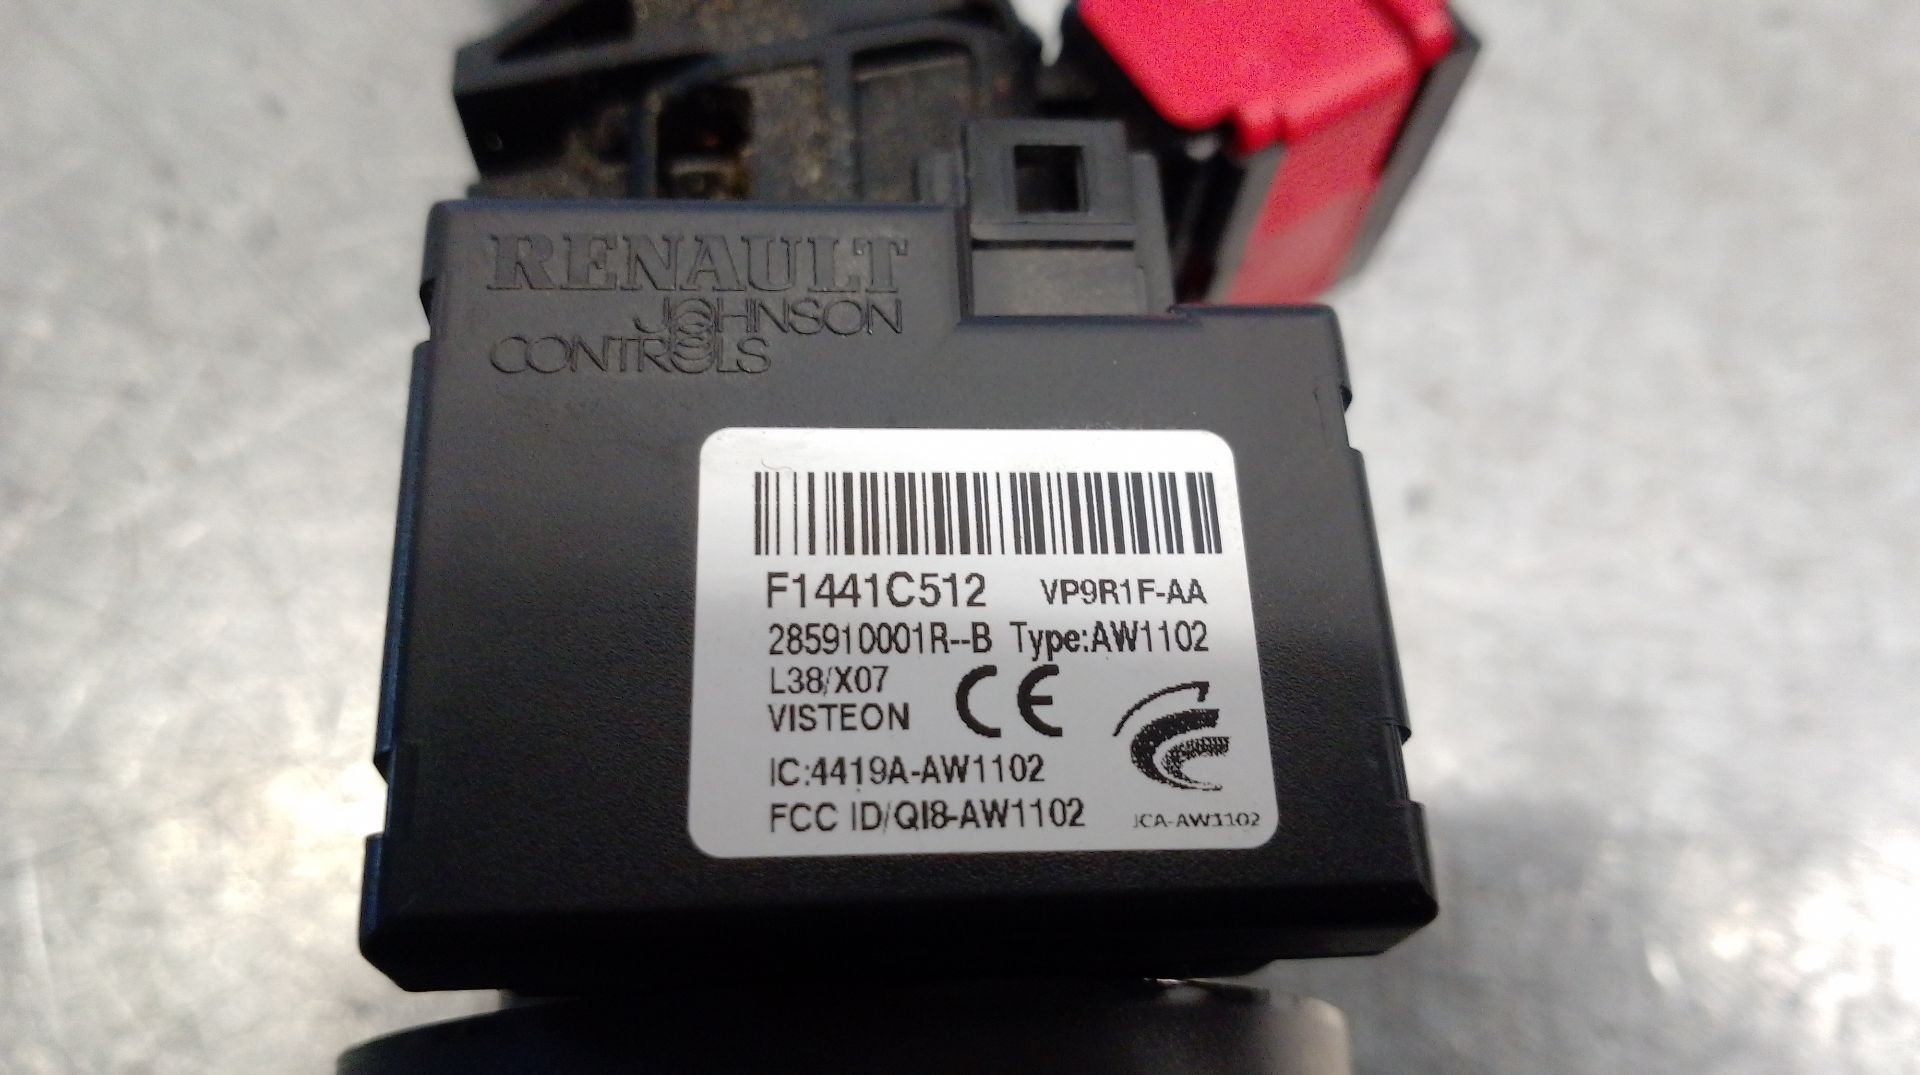 RENAULT
JOHNSON
CONTROLS
F1441C512 VP9R1F-AA
285910001R--B Type:AW1102
L38/X07
VISTEON CE
IC:4419A-AW1102
FCC ID/QI8-AW1102 JCA-AW1102